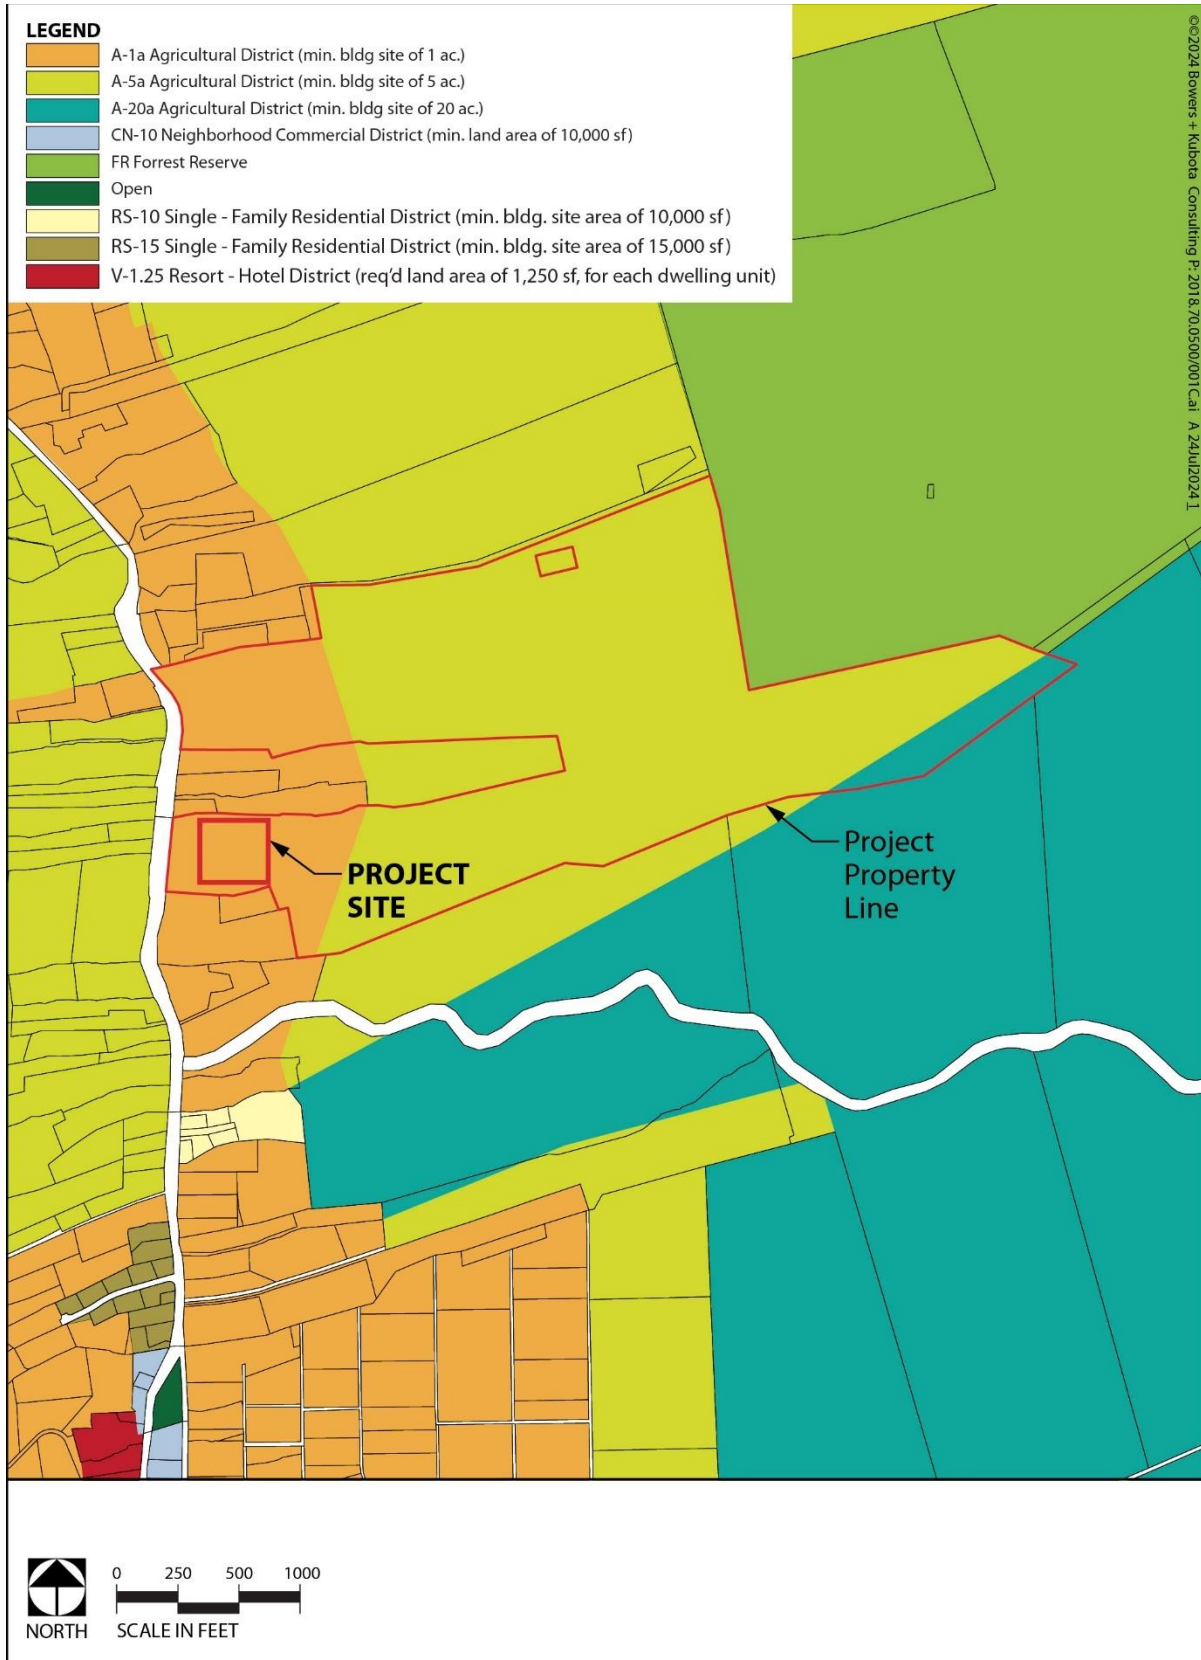 LEGEND
A-1a Agricultural District (min. bldg site of 1 ac.)
A-5a Agricultural District (min. bldg site of 5 ac.)
A-20a Agricultural District (min. bldg site of 20 ac.)
CN-10 Neighborhood Commercial District (min. land area of 10,000 sf)
FR Forrest Reserve
Open
RS-10 Single - Family Residential District (min. bldg. site area of 10,000 sf)
RS-15 Single - Family Residential District (min. bldg. site area of 15,000 sf)
V-1.25 Resort - Hotel District (req'd land area of 1,250 sf, for each dwelling unit)
©©2024 Bowers + Kubota Consulting P: 2018.70.0500/001C.ai A 24Jul2024 1
PROJECT
SITE
Project
Property
Line
0 250 500 1000
NORTH SCALE IN FEET